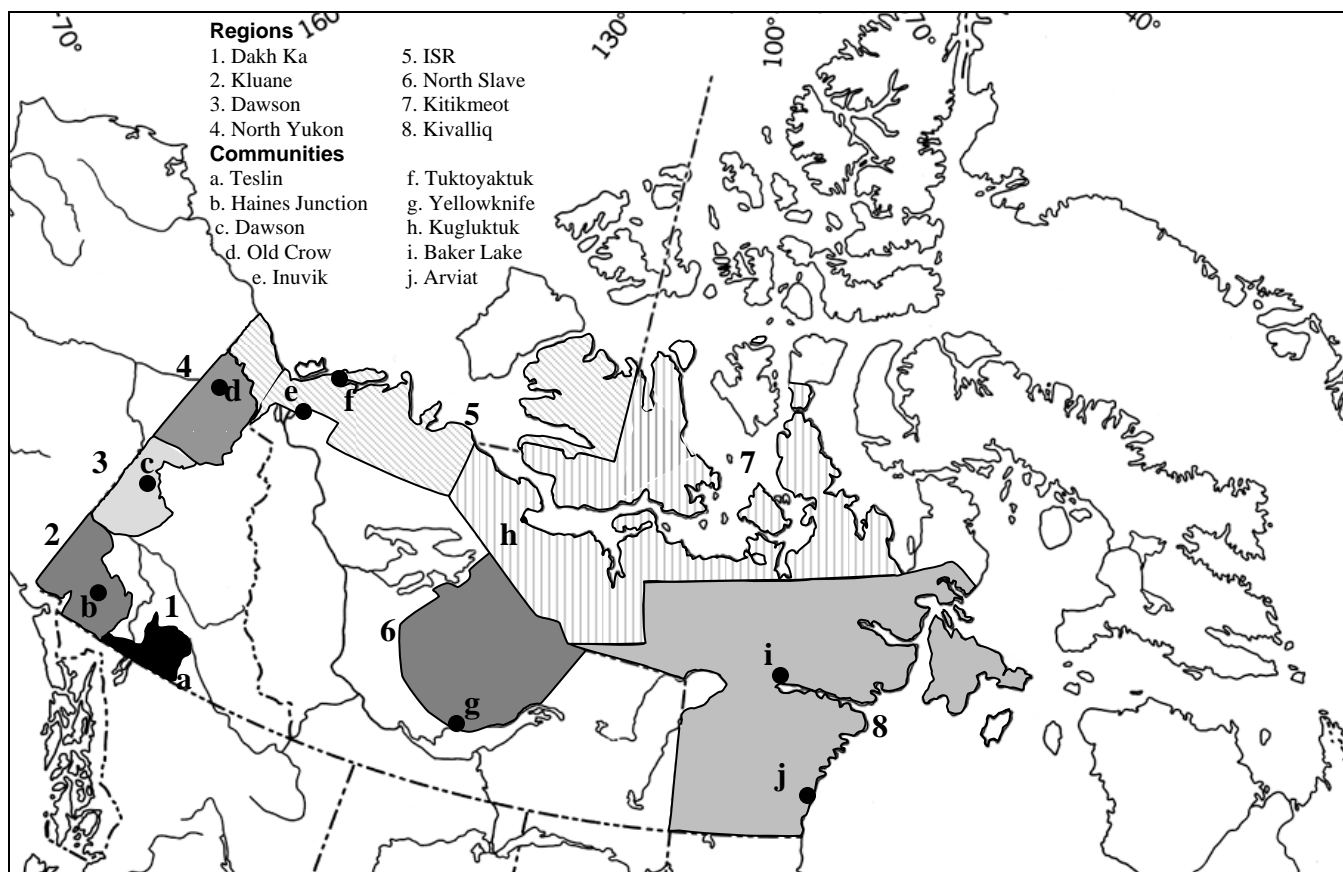 70°
160
130°
100°
70°
40°
Regions
1. Dakh Ka
2. Kluane
3. Dawson
4. North Yukon
5. ISR
6. North Slave
7. Kitikmeot
8. Kivalliq
Communities
a. Teslin
b. Haines Junction
c. Dawson
d. Old Crow
e. Inuvik
f. Tuktoyaktuk
g. Yellowknife
h. Kugluktuk
i. Baker Lake
j. Arviat
4
d
e
f
5
3
c
7
2
h
b
1
6
a
i
g
8
j